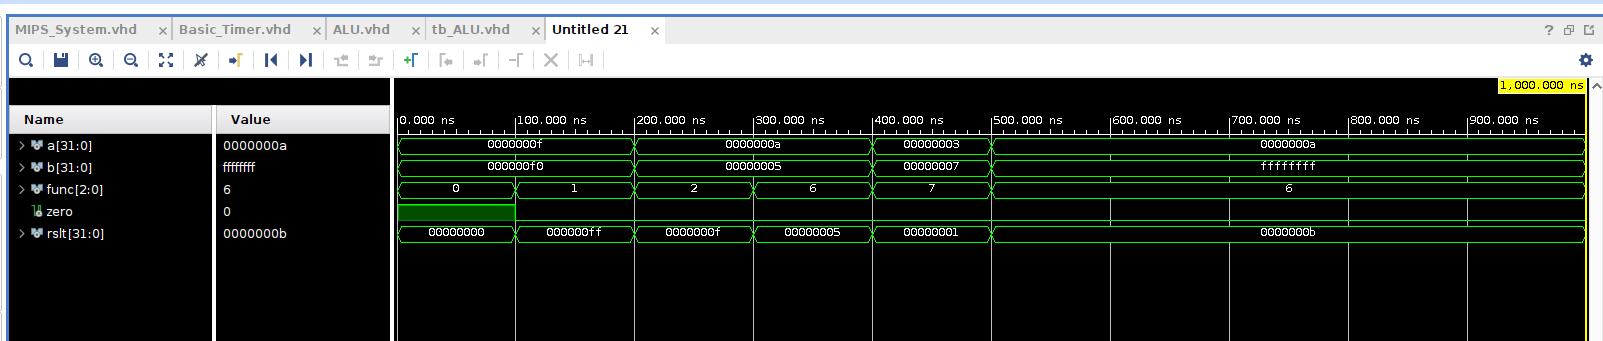 MIPS_System.vhd × Basic_Timer.vhd × ALU.vhd × tb_ALU.vhd × Untitled 21 ×
1,000.000 ns
Name Value
0.000 ns 100.000 ns 200.000 ns 300.000 ns 400.000 ns 500.000 ns 600.000 ns 700.000 ns 800.000 ns 900.000 ns
a[31:0] 0000000a 0000000f 0000000a 00000003 0000000a
b[31:0] ffffffff 000000f0 00000005 00000007 ffffffff
func[2:0] 6 0 1 2 6 7 6
zero 0
rslt[31:0] 0000000b 00000000 000000ff 0000000f 00000005 00000001 0000000b